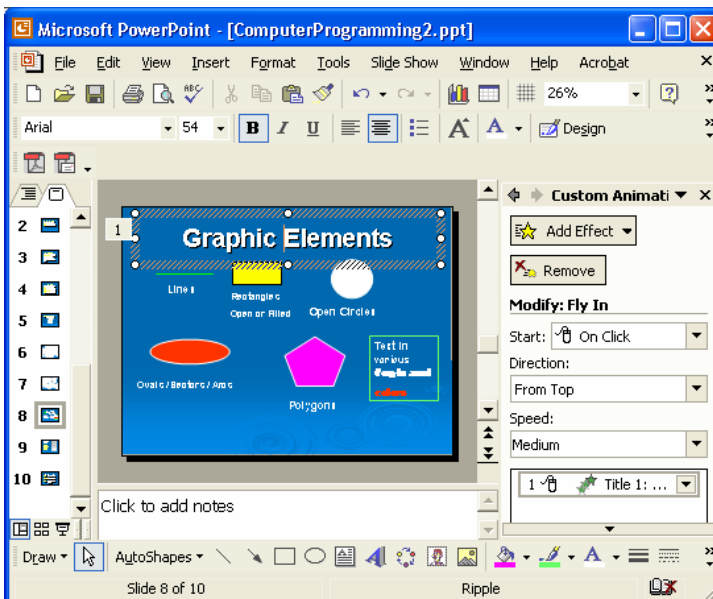 Microsoft PowerPoint - [ComputerProgramming2.ppt]
File Edit View Insert Format Tools Slide Show Window Help Acrobat
ABC 26%
Arial 54 B I U A A Design
Custom Animati
1
Graphic Elements
Lines
Rectangles
Open or Filled
Open Circles
Text in
various
Ovals / Sectors / Arcs
colors
Polygons
2
3
4
5
6
7
8
9
10
Add Effect
Remove
Modify: Fly In
Start: On Click
Direction:
From Top
Speed:
Medium
1 Title 1: ...
Click to add notes
Draw AutoShapes A A
Slide 8 of 10 Ripple